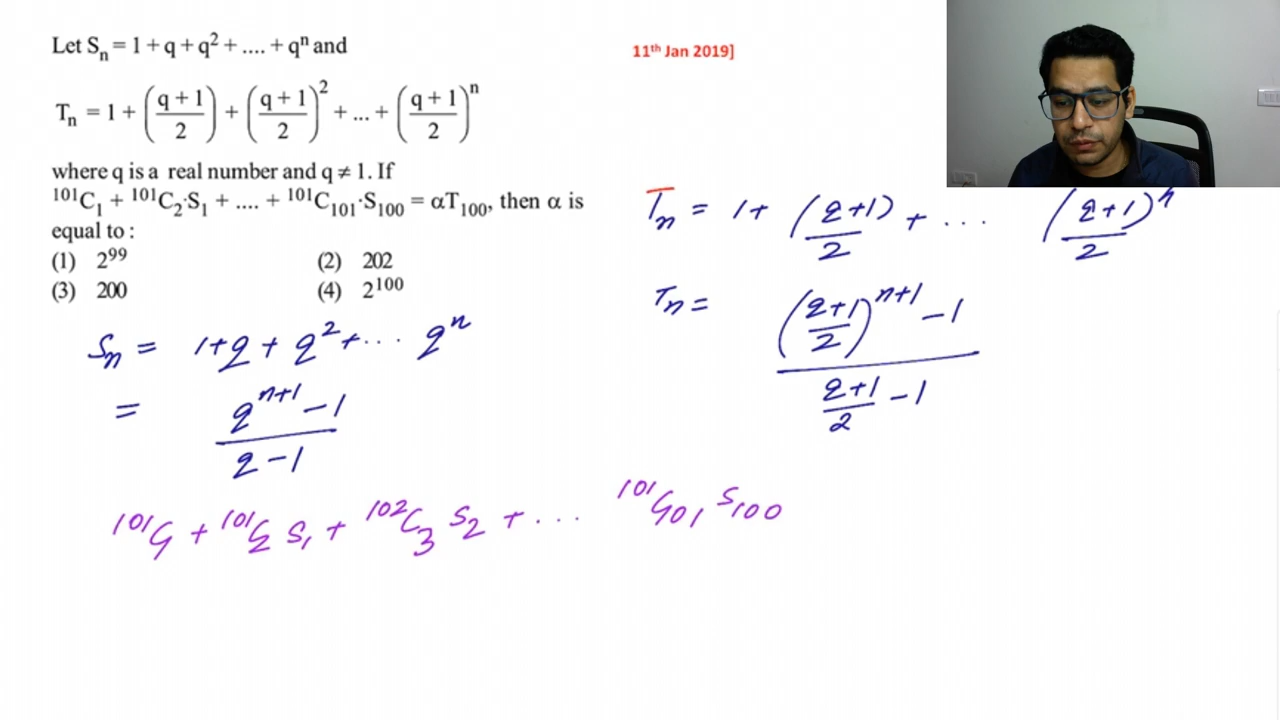 Let Sₙ = 1 + q + q² + .... + qⁿ and
11ᵗʰ Jan 2019]
Tₙ = 1 + ((q + 1)/2) + ((q + 1)/2)² + ... + ((q + 1)/2)ⁿ
where q is a real number and q ≠ 1. If
¹⁰¹C₁ + ¹⁰¹C₂·S₁ + .... + ¹⁰¹C₁₀₁·S₁₀₀ = αT₁₀₀, then α is
equal to :
(1) 2⁹⁹ (2) 202
(3) 200 (4) 2¹⁰⁰
Sₙ = 1+q + q² + ... qⁿ
= (qⁿ⁺¹ - 1)/(q - 1)
Tₙ = 1 + (q+1)/2 + ... ((q+1)/2)ⁿ
Tₙ = (((q+1)/2)ⁿ⁺¹ - 1)/((q+1)/2 - 1)
¹⁰¹C₁ + ¹⁰¹C₂ S₁ + ¹⁰²C₃ S₂ + ... ¹⁰¹C₁₀₁ S₁₀₀